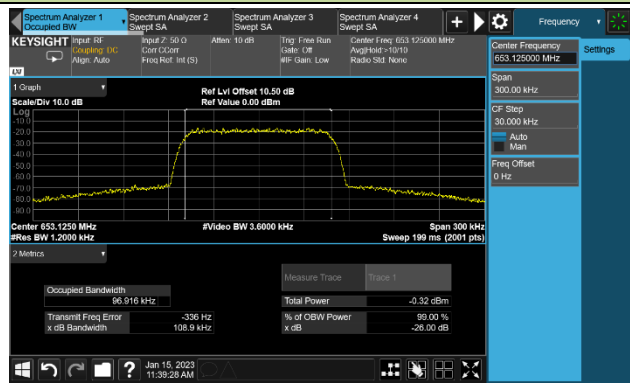 Spectrum Analyzer 1
Occupied BW
Spectrum Analyzer 2
Swept SA
Spectrum Analyzer 3
Swept SA
Spectrum Analyzer 4
Swept SA
+
Frequency
KEYSIGHT
Input: RF
Coupling: DC
Align: Auto
Input Z: 50 Ω
Corr CCorr
Freq Ref: Int (S)
Atten: 10 dB
Trig: Free Run
Gate: Off
#IF Gain: Low
Center Freq: 653.125000 MHz
Avg|Hold:>10/10
Radio Std: None
LXI
Center Frequency
653.125000 MHz
Settings
Span
300.00 kHz
CF Step
30.000 kHz
Auto
Man
Freq Offset
0 Hz
1 Graph
Scale/Div 10.0 dB
Ref Lvl Offset 10.50 dB
Ref Value 0.00 dBm
Log
-10.0
-20.0
-30.0
-40.0
-50.0
-60.0
-70.0
-80.0
-90.0
Center 653.1250 MHz
#Res BW 1.2000 kHz
#Video BW 3.6000 kHz
Span 300 kHz
Sweep 199 ms (2001 pts)
2 Metrics
Measure Trace
Trace 1
Occupied Bandwidth
96.916 kHz
Total Power
-0.32 dBm
Transmit Freq Error
-336 Hz
% of OBW Power
99.00 %
x dB Bandwidth
108.9 kHz
x dB
-26.00 dB
?
Jan 15, 2023
11:39:28 AM